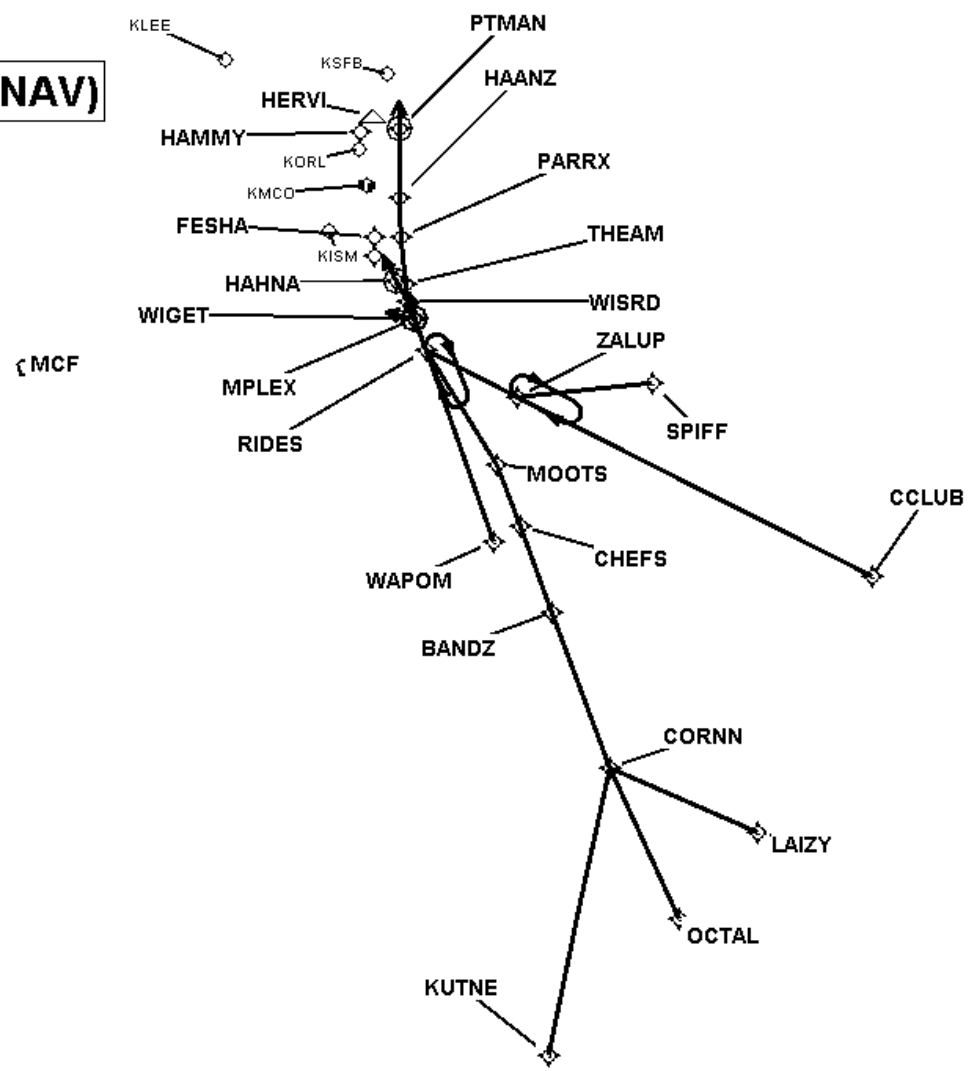 PTMAN
KLEE
KSFB
HAANZ
NAV)
HERVI
HAMMY
KORL
PARRX
KMCO
FESHA
THEAM
KISM
HAHNA
WISRD
WIGET
ZALUP
MCF
MPLEX
SPIFF
RIDES
MOOTS
CCLUB
CHEFS
WAPOM
BANDZ
CORNN
LAIZY
OCTAL
KUTNE